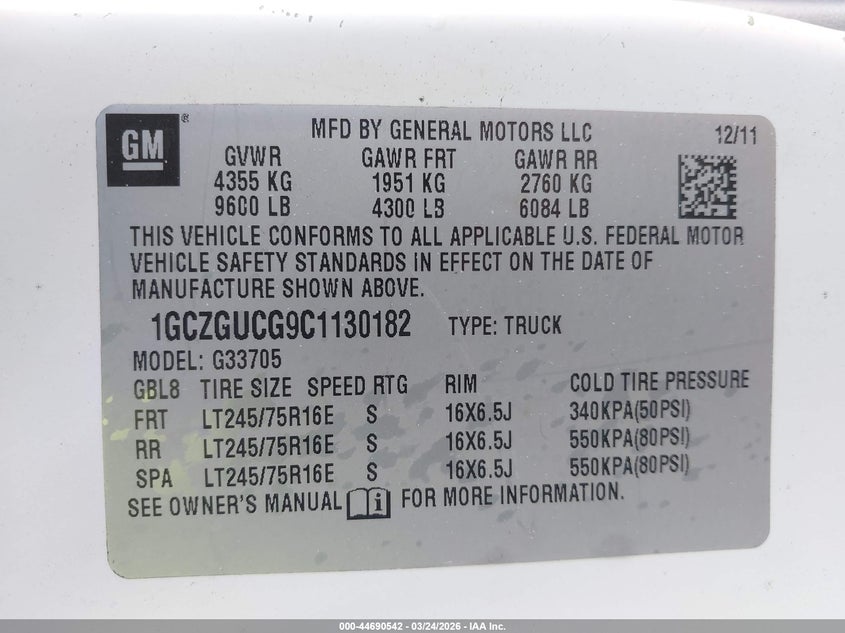 GM®
MFD BY GENERAL MOTORS LLC 12/11
GVWR GAWR FRT GAWR RR
4355 KG 1951 KG 2760 KG
9600 LB 4300 LB 6084 LB
THIS VEHICLE CONFORMS TO ALL APPLICABLE U.S. FEDERAL MOTOR
VEHICLE SAFETY STANDARDS IN EFFECT ON THE DATE OF
MANUFACTURE SHOWN ABOVE.
1GCZGUCG9C1130182 TYPE: TRUCK
MODEL: G33705
GBL8 TIRE SIZE SPEED RTG RIM COLD TIRE PRESSURE
FRT LT245/75R16E S 16X6.5J 340KPA(50PSI)
RR LT245/75R16E S 16X6.5J 550KPA(80PSI)
SPA LT245/75R16E S 16X6.5J 550KPA(80PSI)
SEE OWNER'S MANUAL i FOR MORE INFORMATION.
000-44690542 - 03/24/2026 - IAA Inc.